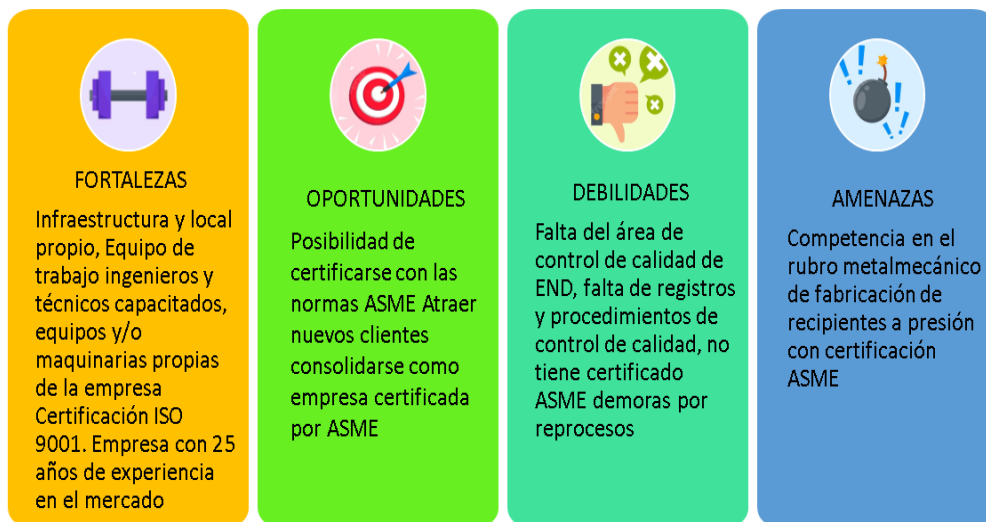 FORTALEZAS
Infraestructura y local
propio, Equipo de
trabajo ingenieros y
técnicos capacitados,
equipos y/o
maquinarias propias
de la empresa
Certificación ISO
9001. Empresa con 25
años de experiencia
en el mercado
OPORTUNIDADES
Posibilidad de
certificarse con las
normas ASME Atraer
nuevos clientes
consolidarse como
empresa certificada
por ASME
DEBILIDADES
Falta del área de
control de calidad de
END, falta de registros
y procedimientos de
control de calidad, no
tiene certificado
ASME demoras por
reprocesos
AMENAZAS
Competencia en el
rubro metalmecánico
de fabricación de
recipientes a presión
con certificación
ASME